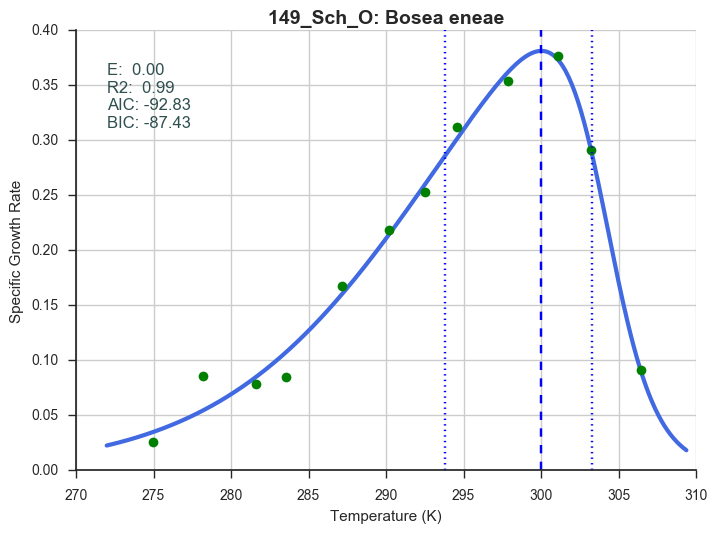 149_Sch_O: Bosea eneae
E:  0.00
R2:  0.99
AIC: -92.83
BIC: -87.43
Specific Growth Rate
0.40
0.35
0.30
0.25
0.20
0.15
0.10
0.05
0.00
270 275 280 285 290 295 300 305 310
Temperature (K)